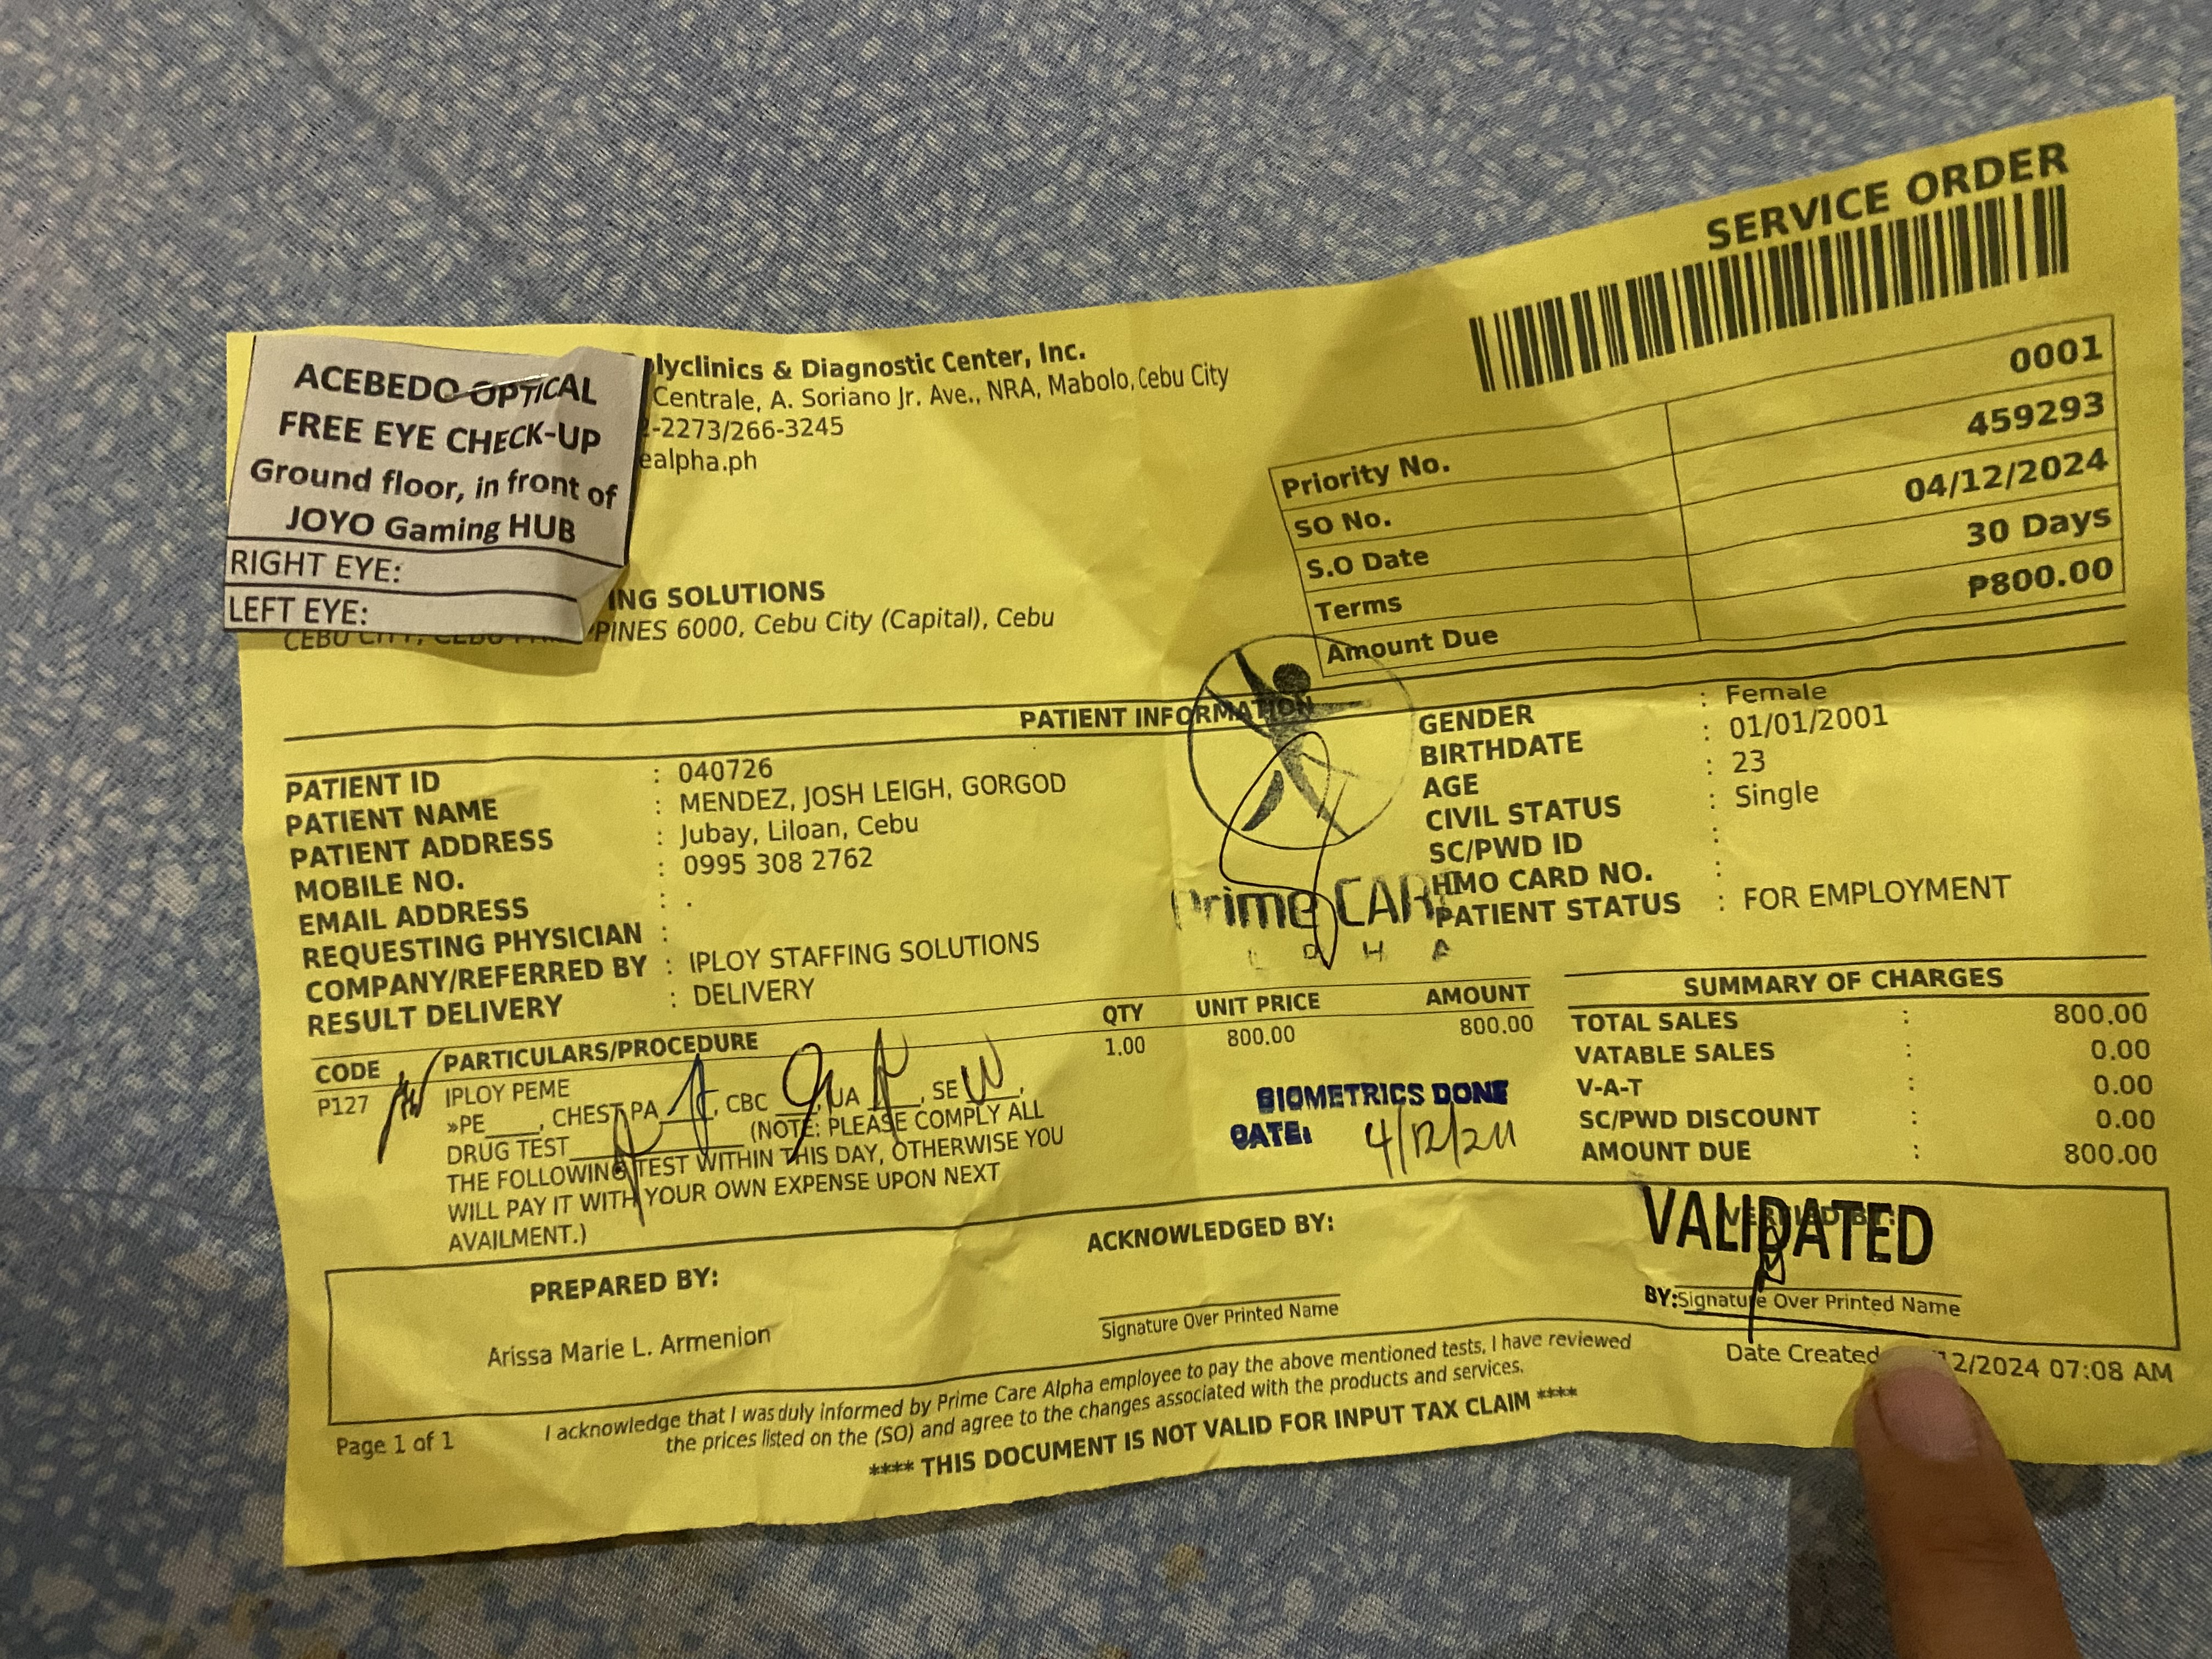 SERVICE ORDER
lyclinics & Diagnostic Center, Inc.
Centrale, A. Soriano Jr. Ave., NRA, Mabolo, Cebu City
-2273/266-3245
ealpha.ph
ACEBEDO OPTICAL
FREE EYE CHECK-UP
Ground floor, in front of
JOYO Gaming HUB
RIGHT EYE:
LEFT EYE:
ING SOLUTIONS
CEBU CITY, CEBU PINES 6000, Cebu City (Capital), Cebu
Priority No. 0001
SO No. 459293
S.O Date 04/12/2024
Terms 30 Days
Amount Due ₱800.00
PATIENT INFORMATION
PATIENT ID : 040726
PATIENT NAME : MENDEZ, JOSH LEIGH, GORGOD
PATIENT ADDRESS : Jubay, Liloan, Cebu
MOBILE NO. : 0995 308 2762
EMAIL ADDRESS : .
REQUESTING PHYSICIAN :
COMPANY/REFERRED BY : IPLOY STAFFING SOLUTIONS
RESULT DELIVERY : DELIVERY
GENDER : Female
BIRTHDATE : 01/01/2001
AGE : 23
CIVIL STATUS : Single
SC/PWD ID :
HMO CARD NO. :
PATIENT STATUS : FOR EMPLOYMENT
Prime CARE
CODE PARTICULARS/PROCEDURE QTY UNIT PRICE AMOUNT
P127 IPLOY PEME 1.00 800.00 800.00
»PE____, CHEST PA____, CBC ____, UA ____, SE____,
DRUG TEST____ (NOTE: PLEASE COMPLY ALL
THE FOLLOWING TEST WITHIN THIS DAY, OTHERWISE YOU
WILL PAY IT WITH YOUR OWN EXPENSE UPON NEXT
AVAILMENT.)
BIOMETRICS DONE
DATE: 4/12/24
SUMMARY OF CHARGES
TOTAL SALES : 800.00
VATABLE SALES : 0.00
V-A-T : 0.00
SC/PWD DISCOUNT : 0.00
AMOUNT DUE : 800.00
PREPARED BY:
Arissa Marie L. Armenion
ACKNOWLEDGED BY:
Signature Over Printed Name
VALIDATED
BY: Signature Over Printed Name
Date Created 12/2024 07:08 AM
Page 1 of 1
I acknowledge that I was duly informed by Prime Care Alpha employee to pay the above mentioned tests, I have reviewed
the prices listed on the (SO) and agree to the changes associated with the products and services.
**** THIS DOCUMENT IS NOT VALID FOR INPUT TAX CLAIM ****